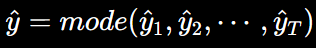 ŷ = mode(ŷ₁, ŷ₂, ⋯ , ŷ_T)